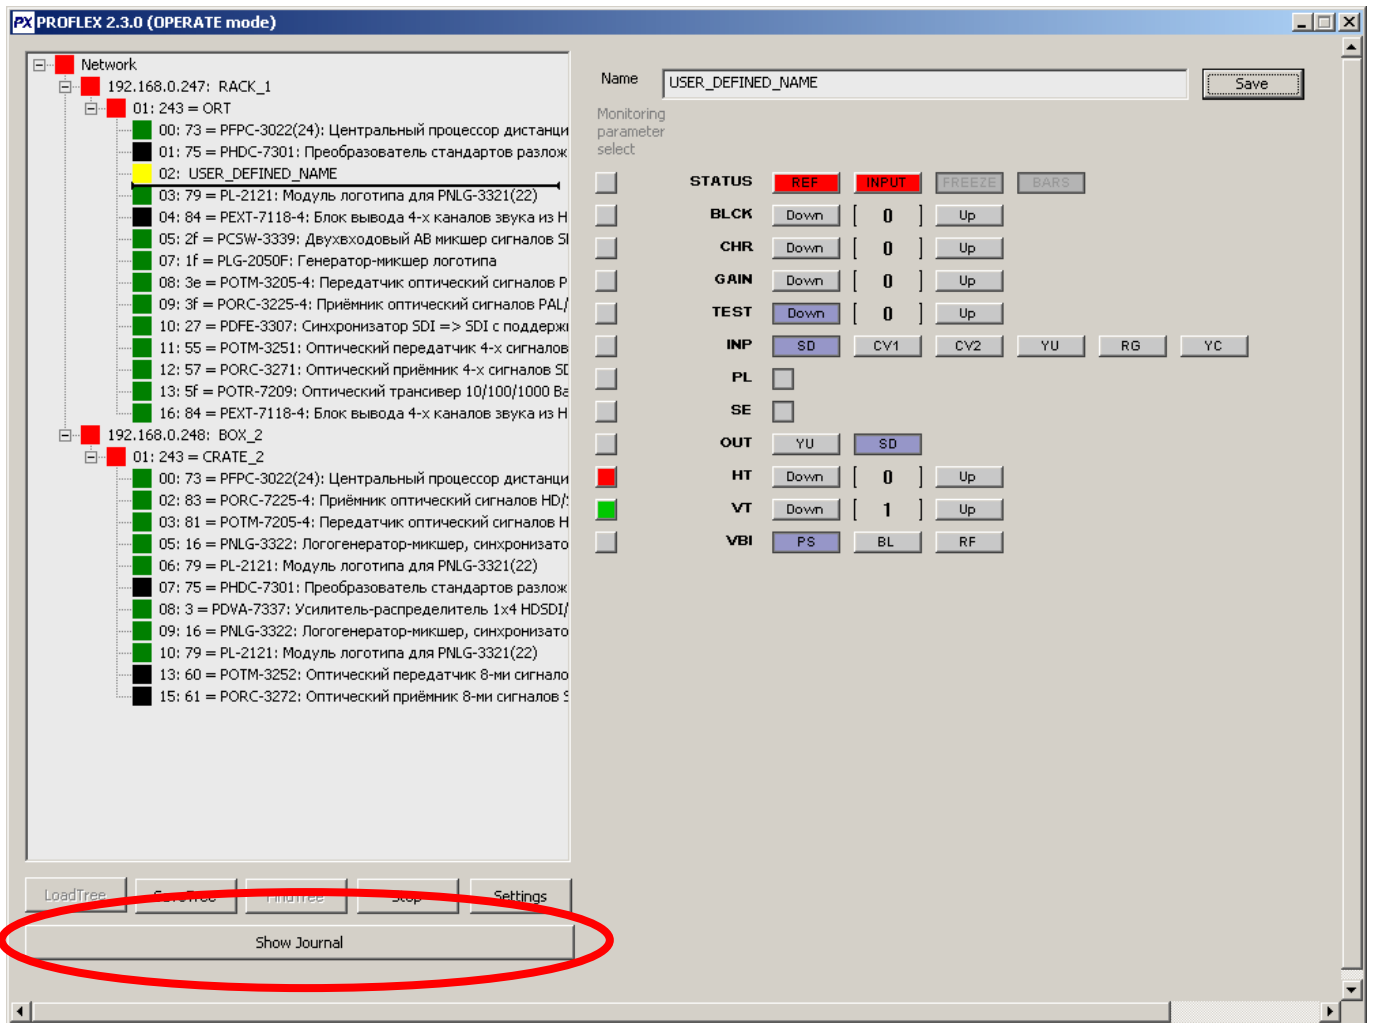 PX PROFLEX 2.3.0 (OPERATE mode)
Network
192.168.0.247: RACK_1
01: 243 = ORT
00: 73 = PFPC-3022(24): Центральный процессор дистанци
01: 75 = PHDC-7301: Преобразователь стандартов разлож
02: USER_DEFINED_NAME
03: 79 = PL-2121: Модуль логотипа для PNLG-3321(22)
04: 84 = PEXT-7118-4: Блок вывода 4-х каналов звука из H
05: 2f = PCSW-3339: Двухвходовый AB микшер сигналов SI
07: 1f = PLG-2050F: Генератор-микшер логотипа
08: 3e = POTM-3205-4: Передатчик оптический сигналов P
09: 3f = PORC-3225-4: Приёмник оптический сигналов PAL/
10: 27 = PDFE-3307: Синхронизатор SDI => SDI с поддерж
11: 55 = POTM-3251: Оптический передатчик 4-х сигналов
12: 57 = PORC-3271: Оптический приёмник 4-х сигналов SD
13: 5f = POTR-7209: Оптический трансивер 10/100/1000 Ba
16: 84 = PEXT-7118-4: Блок вывода 4-х каналов звука из H
192.168.0.248: BOX_2
01: 243 = CRATE_2
00: 73 = PFPC-3022(24): Центральный процессор дистанци
02: 83 = PORC-7225-4: Приёмник оптический сигналов HD/
03: 81 = POTM-7205-4: Передатчик оптический сигналов H
05: 16 = PNLG-3322: Логогенератор-микшер, синхронизато
06: 79 = PL-2121: Модуль логотипа для PNLG-3321(22)
07: 75 = PHDC-7301: Преобразователь стандартов разлож
08: 3 = PDVA-7337: Усилитель-распределитель 1x4 HDSDI/
09: 16 = PNLG-3322: Логогенератор-микшер, синхронизато
10: 79 = PL-2121: Модуль логотипа для PNLG-3321(22)
13: 60 = POTM-3252: Оптический передатчик 8-ми сигнало
15: 61 = PORC-3272: Оптический приёмник 8-ми сигналов S
LoadTree SaveTree FindTree Stop Settings
Show Journal
Name USER_DEFINED_NAME Save
Monitoring
parameter
select
STATUS REF INPUT FREEZE BARS
BLCK Down [ 0 ] Up
CHR Down [ 0 ] Up
GAIN Down [ 0 ] Up
TEST Down [ 0 ] Up
INP SD CV1 CV2 YU RG YC
PL
SE
OUT YU SD
HT Down [ 0 ] Up
VT Down [ 1 ] Up
VBI PS BL RF